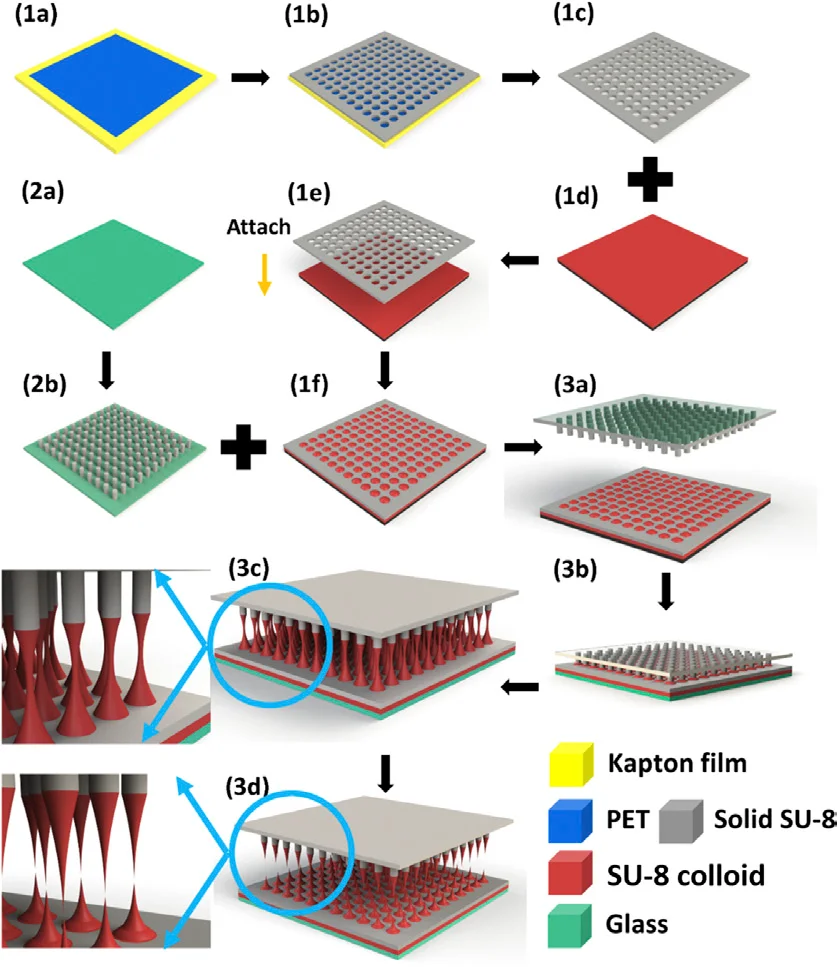 (1a)
(1b)
(1c)
(2a)
(1e)
(1d)
Attach
(2b)
(1f)
(3a)
(3c)
(3b)
(3d)
Kapton film
PET
Solid SU-8
SU-8 colloid
Glass